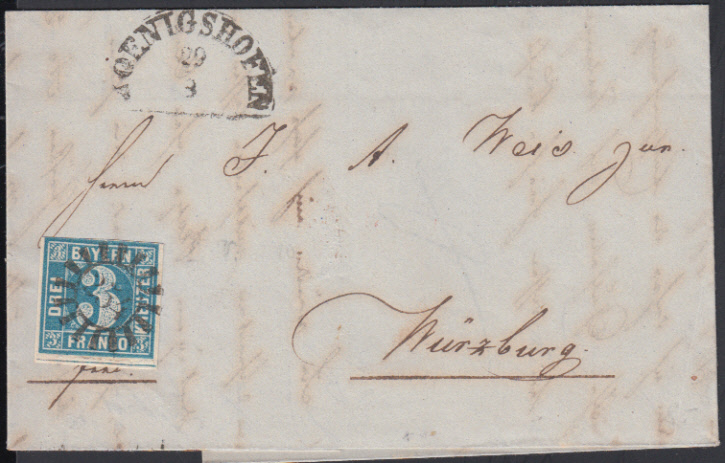 KOENIGSHOFEN
29
3
Herrn J. A. Weis jun.
BAYERN
DREI
3
KREUZER
FRANCO
Würzburg.